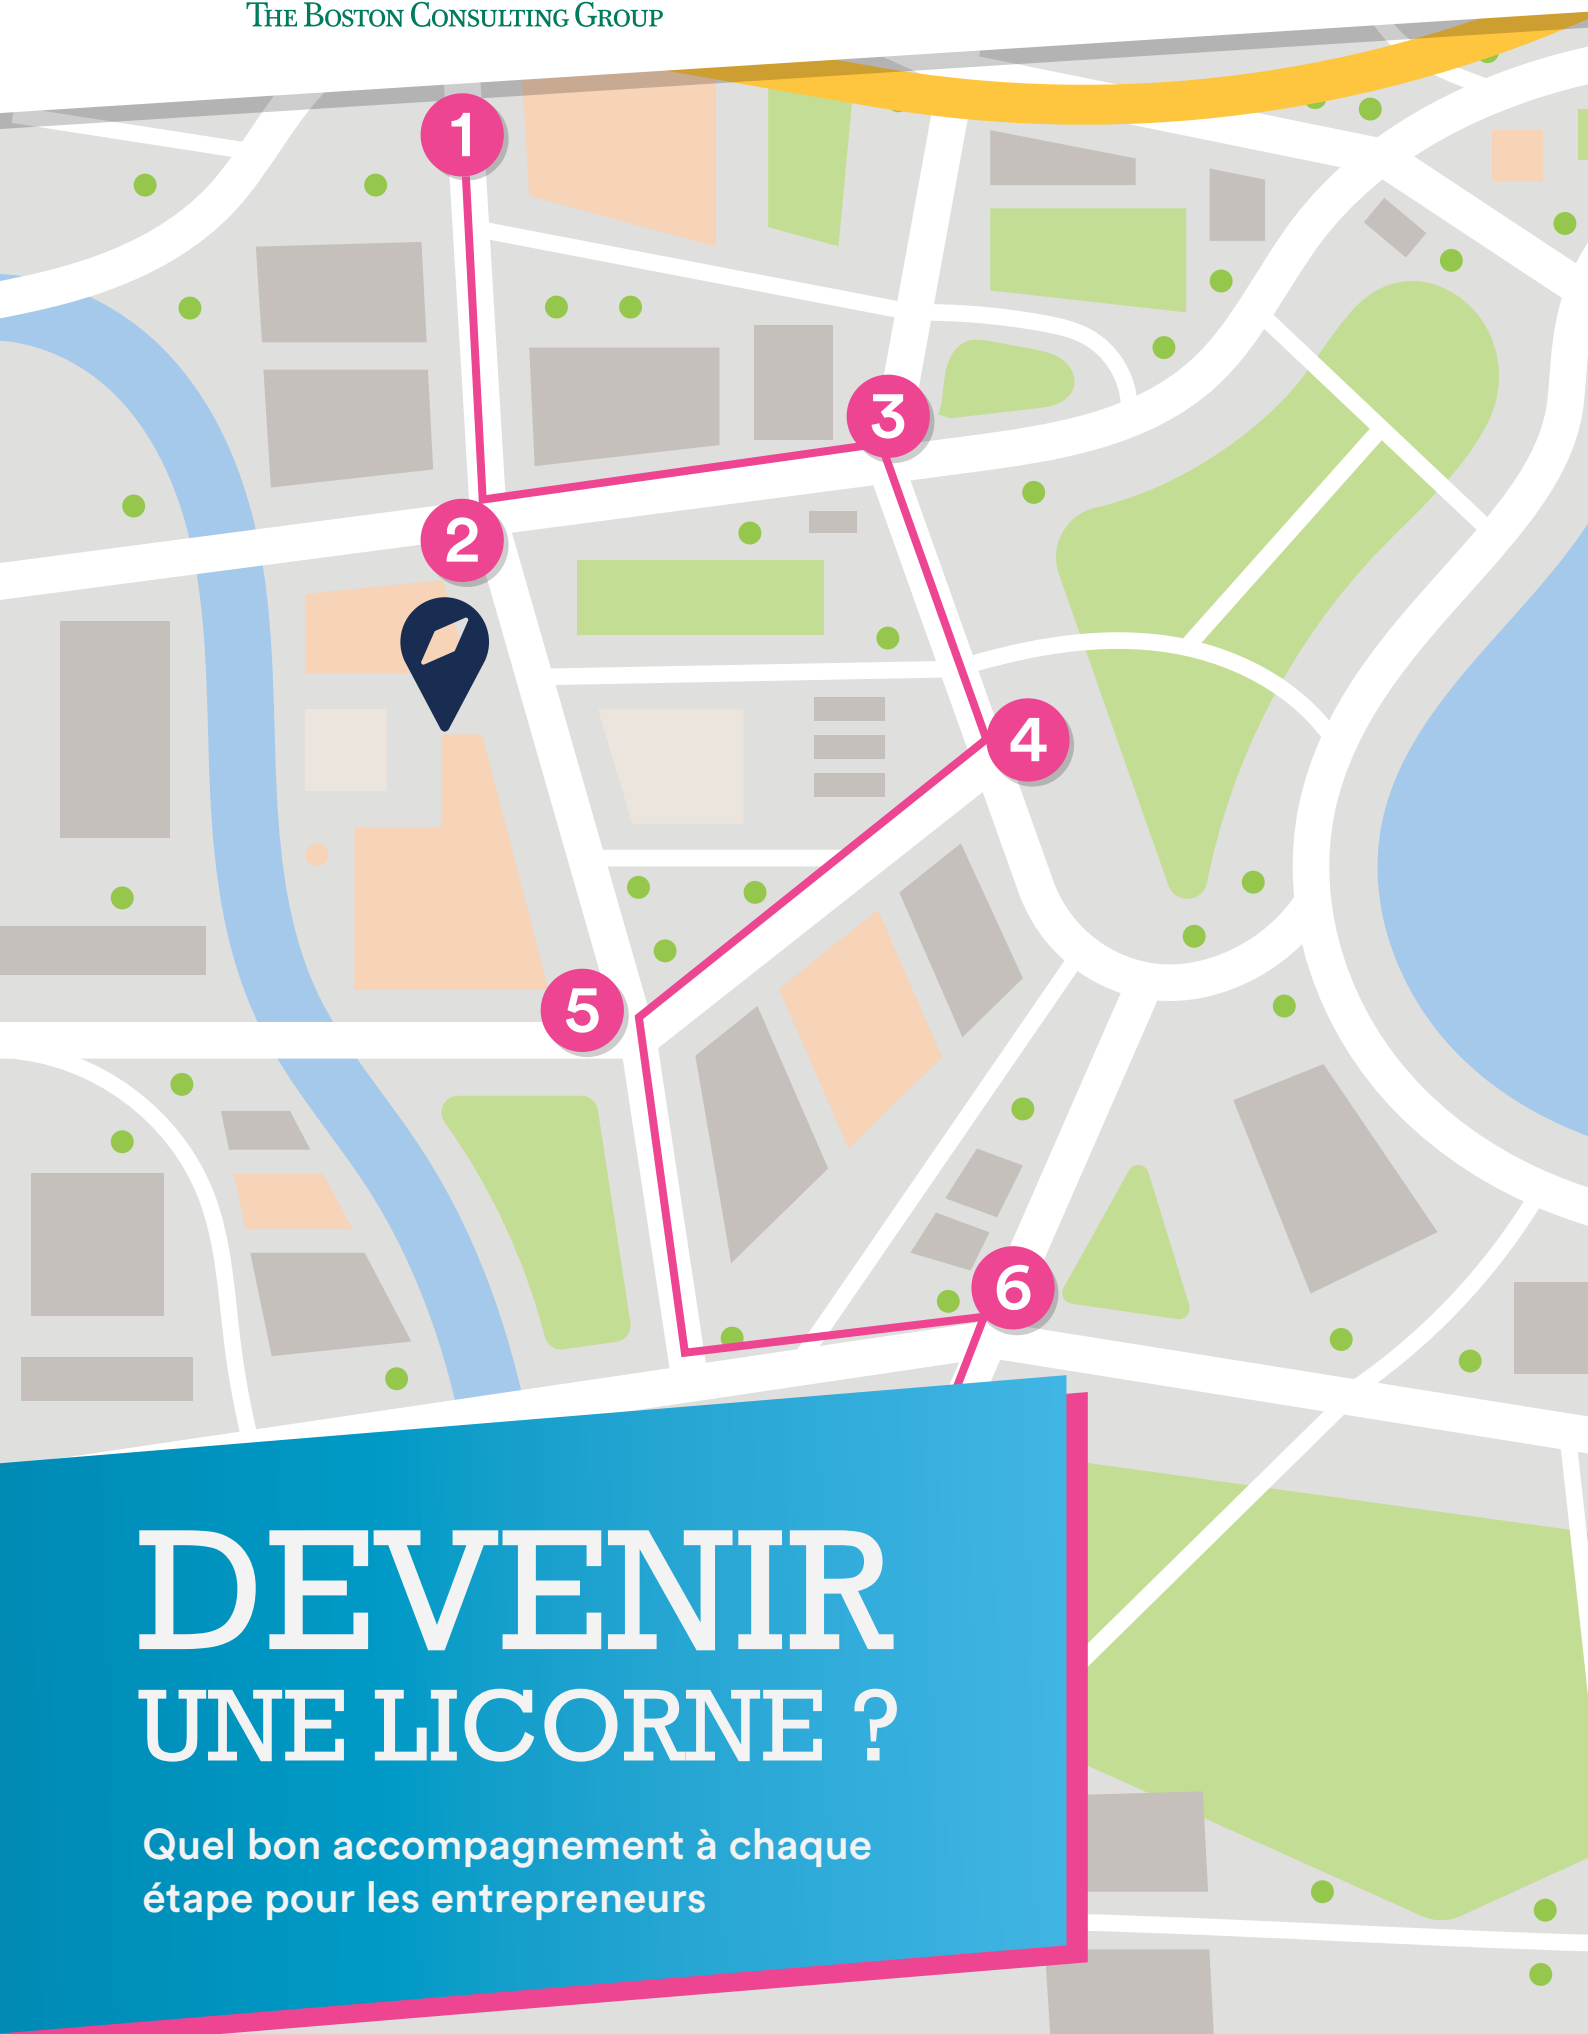 THE BOSTON CONSULTING GROUP
1
3
2
4
5
6
DEVENIR
UNE LICORNE ?
Quel bon accompagnement à chaque
étape pour les entrepreneurs